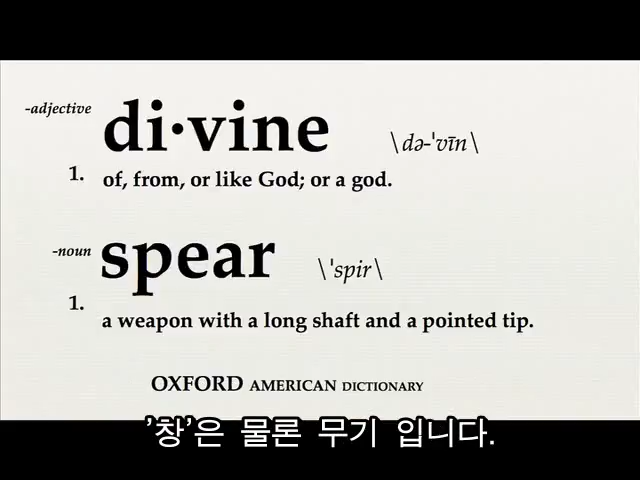 -adjective di·vine \də-ˈvīn\
1. of, from, or like God; or a god.
-noun spear \ˈspir\
1. a weapon with a long shaft and a pointed tip.
OXFORD AMERICAN DICTIONARY
'창'은 물론 무기 입니다.